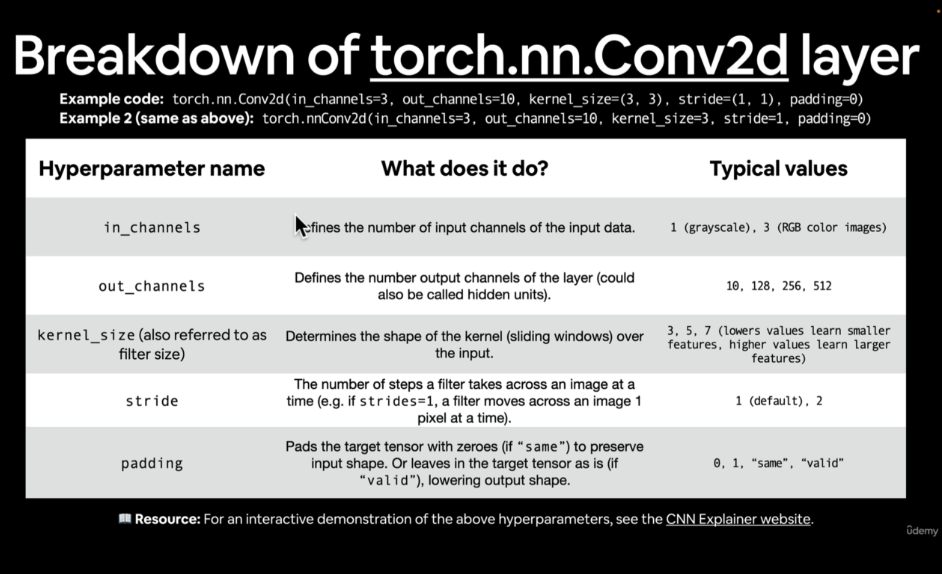 Breakdown of torch.nn.Conv2d layer
Example code: torch.nn.Conv2d(in_channels=3, out_channels=10, kernel_size=(3, 3), stride=(1, 1), padding=0)
Example 2 (same as above): torch.nnConv2d(in_channels=3, out_channels=10, kernel_size=3, stride=1, padding=0)
Hyperparameter name What does it do? Typical values
in_channels efines the number of input channels of the input data. 1 (grayscale), 3 (RGB color images)
out_channels
Defines the number output channels of the layer (could
also be called hidden units).
10, 128, 256, 512
kernel_size (also referred to as
filter size)
Determines the shape of the kernel (sliding windows) over
the input.
3, 5, 7 (lowers values learn smaller
features, higher values learn larger
features)
stride
The number of steps a filter takes across an image at a
time (e.g. if strides=1, a filter moves across an image 1
pixel at a time).
1 (default), 2
padding
Pads the target tensor with zeroes (if “same”) to preserve
input shape. Or leaves in the target tensor as is (if
“valid”), lowering output shape.
0, 1, “same”, “valid”
📖 Resource: For an interactive demonstration of the above hyperparameters, see the CNN Explainer website.
ûdemy